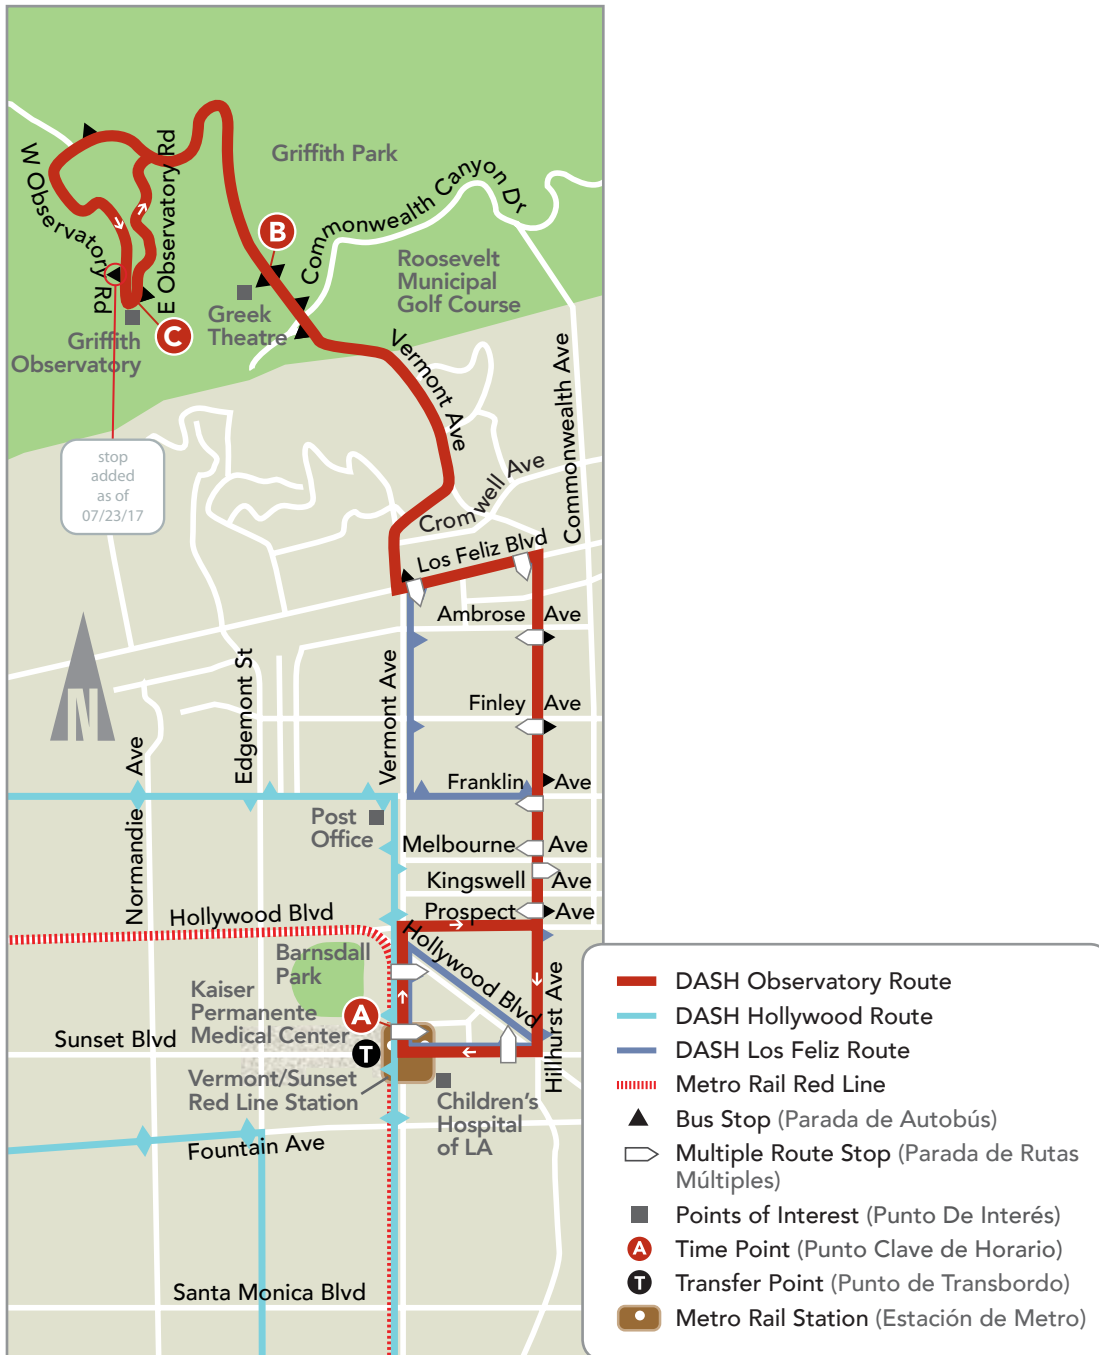 Griffith Park
W Observatory Rd
E Observatory Rd
Commonwealth Canyon Dr
B
Roosevelt
Municipal
Golf Course
Greek
Theatre
C
Griffith
Observatory
Vermont Ave
Commonwealth Ave
stop
added
as of
07/23/17
Cromwell Ave
Los Feliz Blvd
Ambrose Ave
N
Edgemont St
Vermont Ave
Finley Ave
Normandie Ave
Franklin Ave
Post
Office
Melbourne Ave
Kingswell Ave
Prospect Ave
Hollywood Blvd
Hollywood Blvd
Barnsdall
Park
Kaiser
Permanente
Medical Center
A
Sunset Blvd
T
Hillhurst Ave
Vermont/Sunset
Red Line Station
Children's
Hospital
of LA
Fountain Ave
Santa Monica Blvd
DASH Observatory Route
DASH Hollywood Route
DASH Los Feliz Route
Metro Rail Red Line
Bus Stop (Parada de Autobús)
Multiple Route Stop (Parada de Rutas
Múltiples)
Points of Interest (Punto De Interés)
A Time Point (Punto Clave de Horario)
T Transfer Point (Punto de Transbordo)
Metro Rail Station (Estación de Metro)